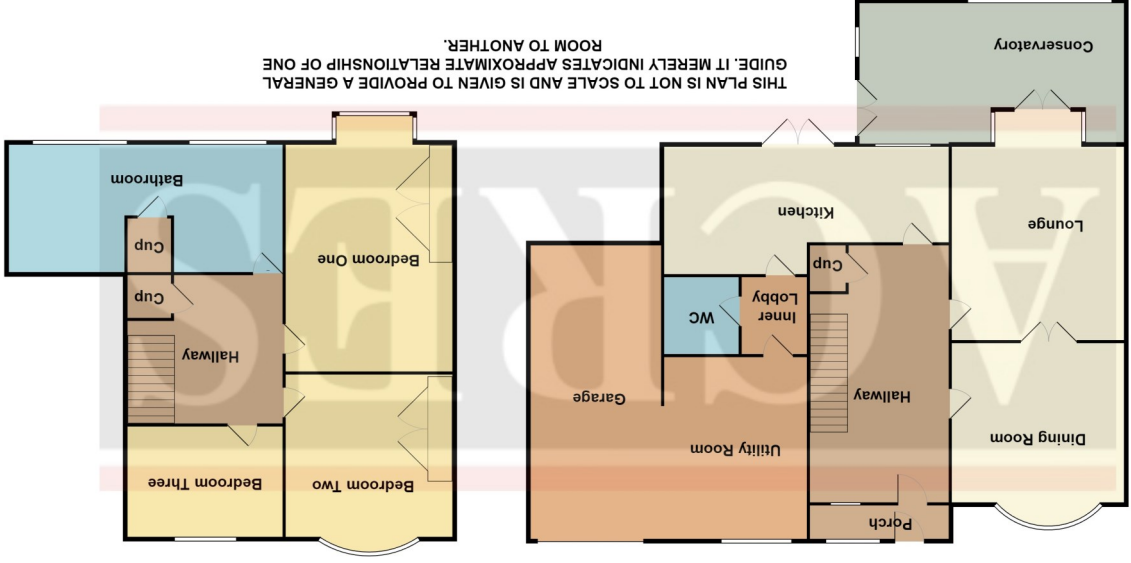 Porch
Dining Room
Hallway
Utility Room
Garage
Inner
Lobby
WC
Cup
Lounge
Kitchen
Conservatory
Bedroom Two
Bedroom Three
Hallway
Cup
Bedroom One
Cup
Bathroom
THIS PLAN IS NOT TO SCALE AND IS GIVEN TO PROVIDE A GENERAL
GUIDE. IT MERELY INDICATES APPROXIMATE RELATIONSHIP OF ONE
ROOM TO ANOTHER.
ACRES